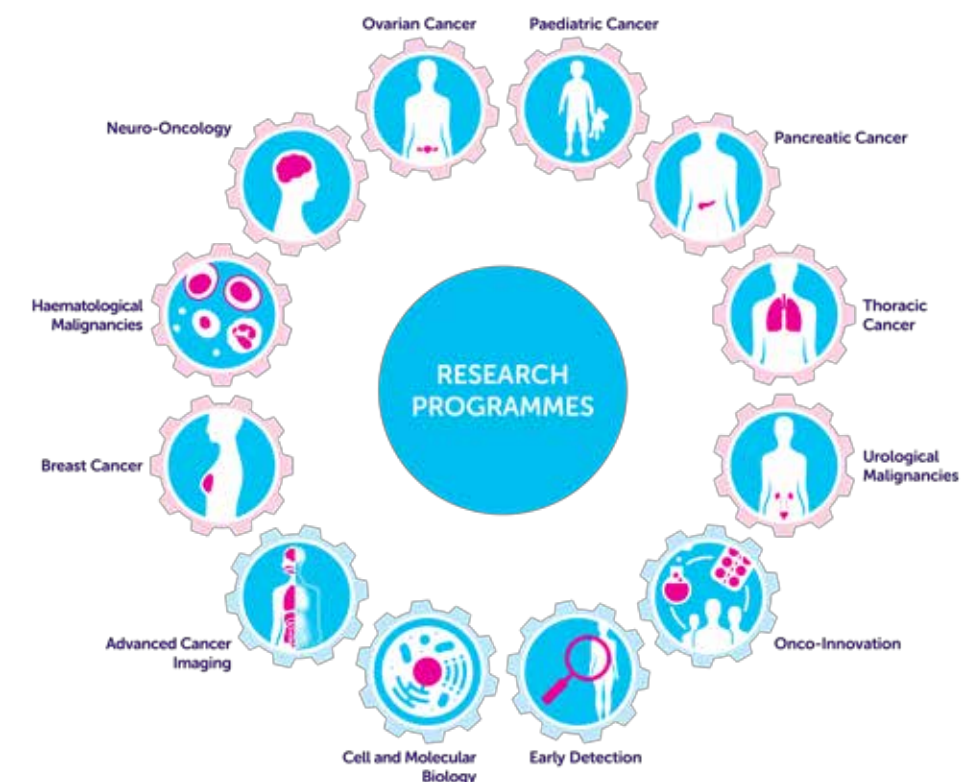 Ovarian Cancer
Paediatric Cancer
Neuro-Oncology
Pancreatic Cancer
Haematological
Malignancies
Thoracic
Cancer
RESEARCH
PROGRAMMES
Breast Cancer
Urological
Malignancies
Advanced Cancer
Imaging
Onco-Innovation
Cell and Molecular
Biology
Early Detection